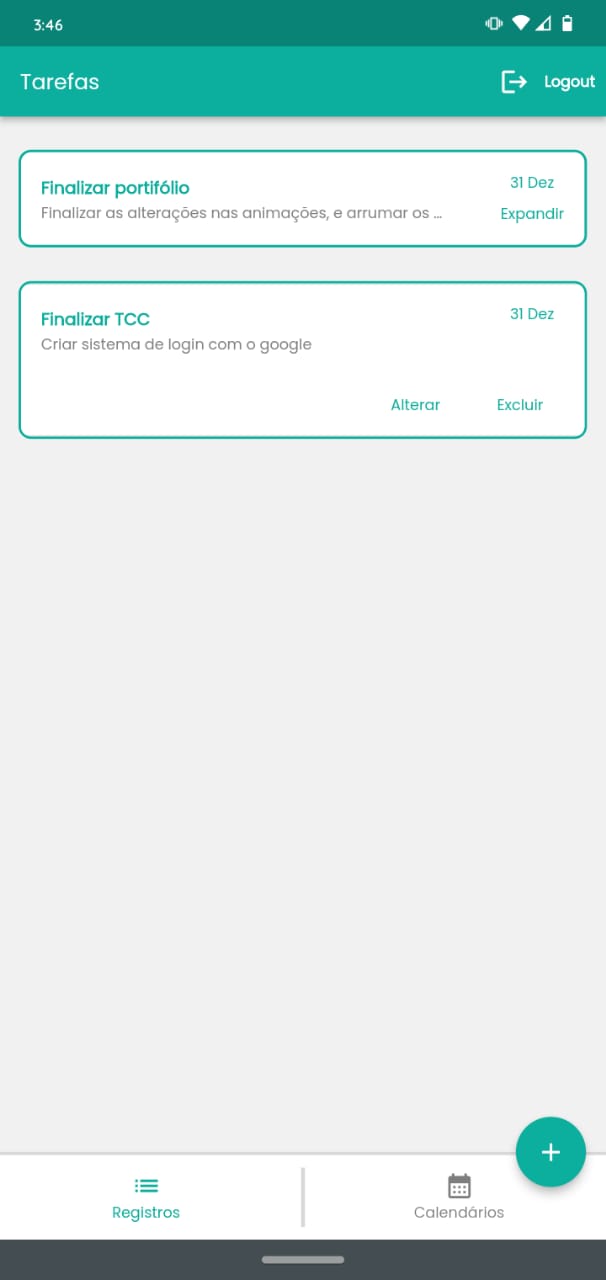 3:46
Tarefas
Logout
Finalizar portifólio
31 Dez
Finalizar as alterações nas animações, e arrumar os ...
Expandir
Finalizar TCC
31 Dez
Criar sistema de login com o google
Alterar
Excluir
Registros
Calendários